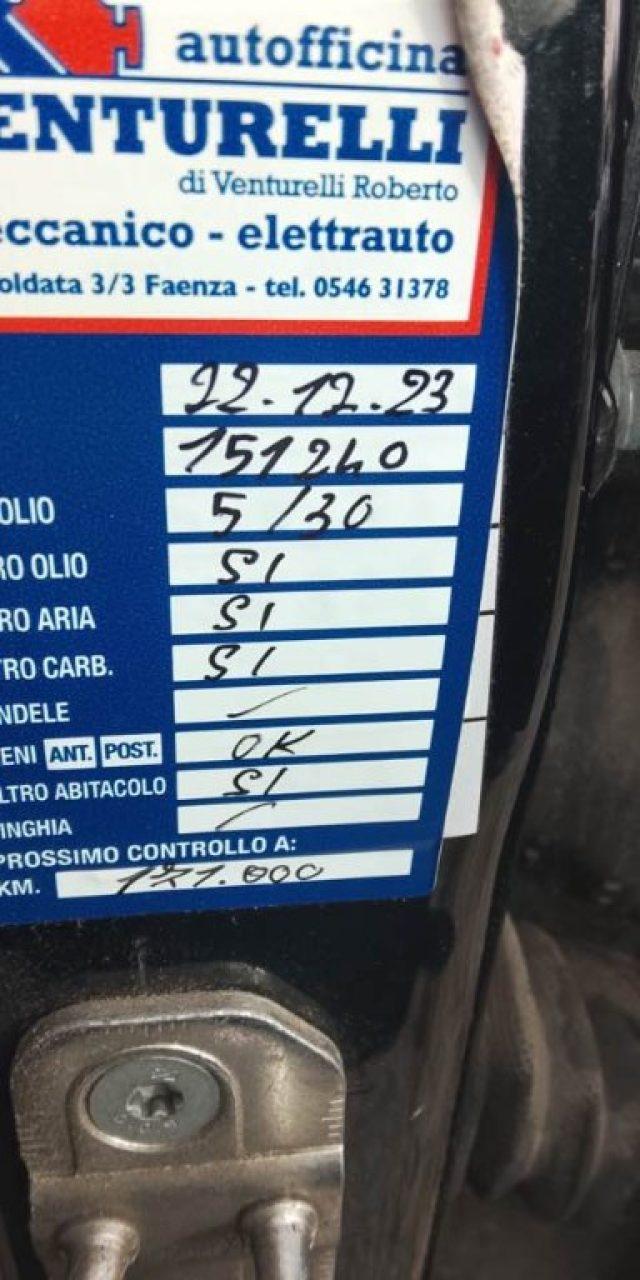 autofficina
ENTURELLI
di Venturelli Roberto
eccanico - elettrauto
oldata 3/3 Faenza - tel. 0546 31378
22-12-23
151240
OLIO 5/30
RO OLIO SI
RO ARIA SI
TRO CARB. SI
NDELE
ENI ANT. POST. OK
LTRO ABITACOLO SI
INGHIA
PROSSIMO CONTROLLO A:
KM. 171.000